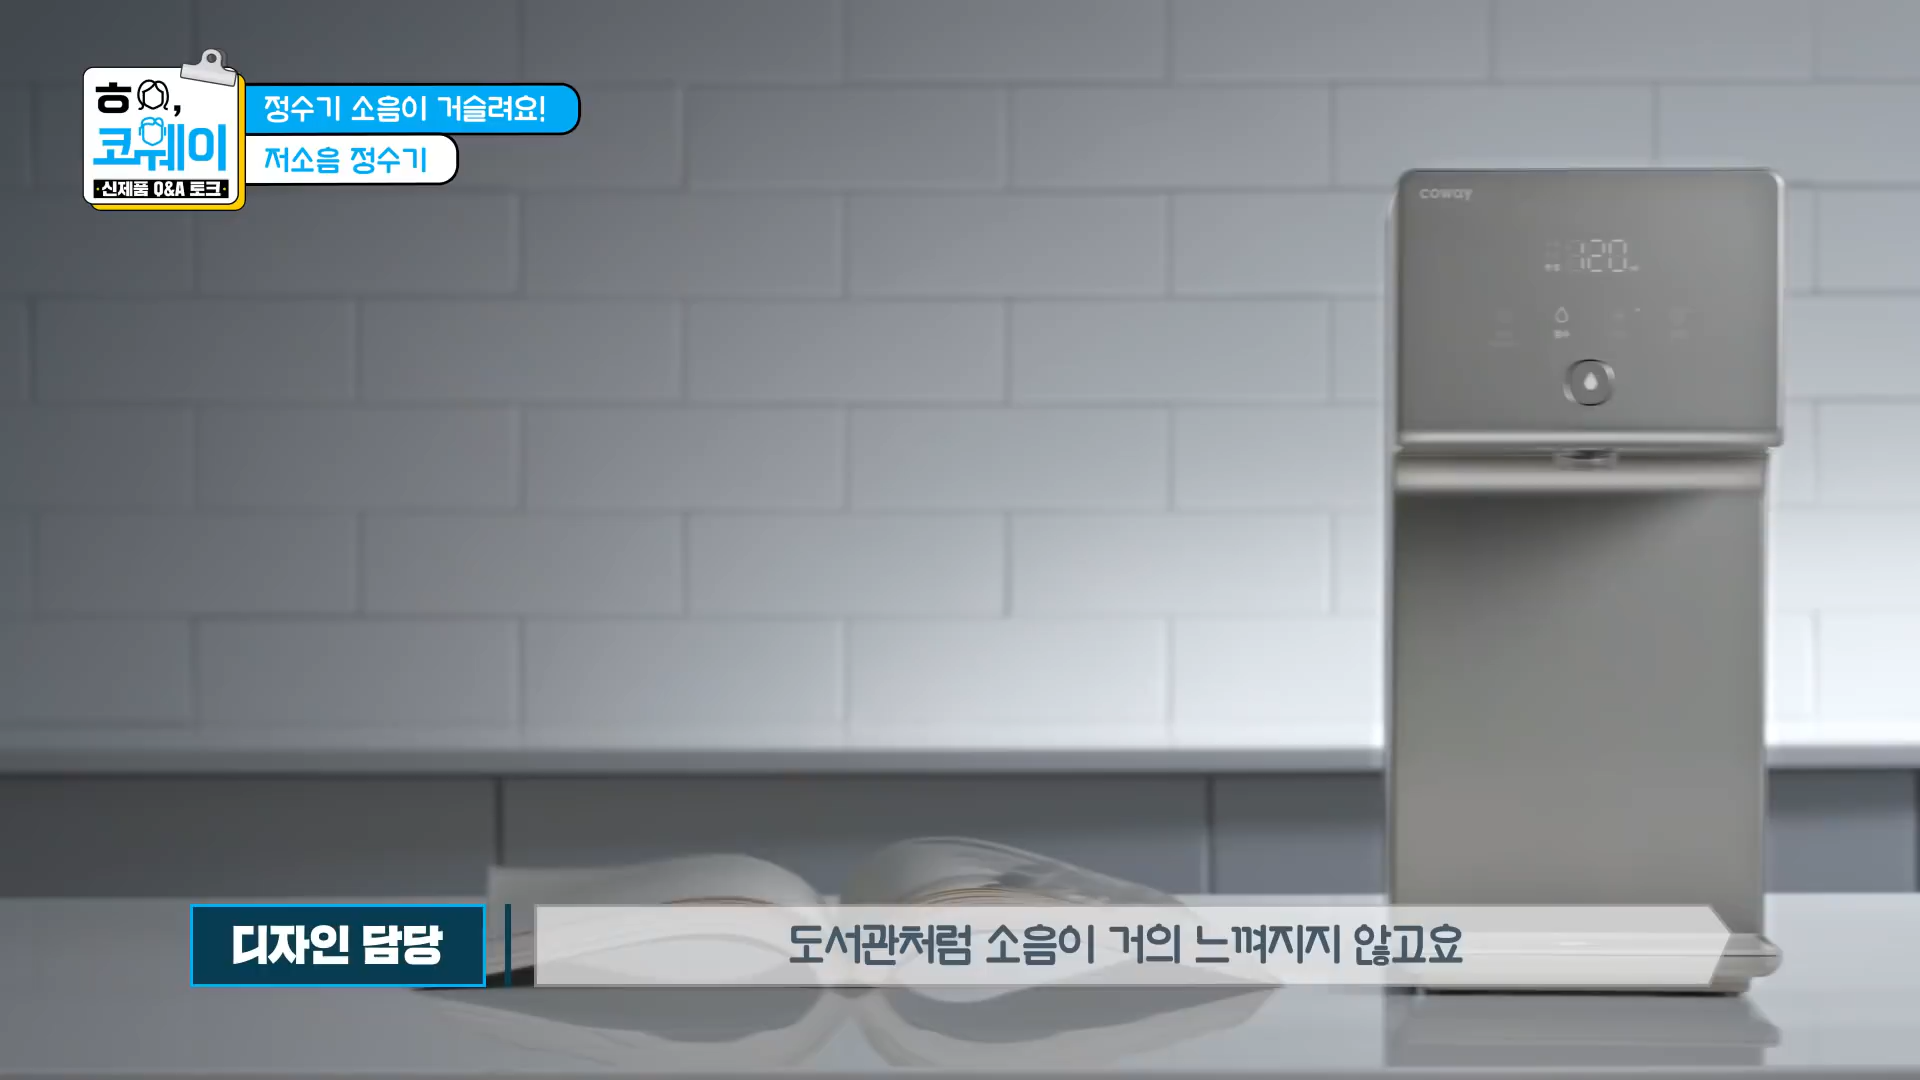 코웨이
신제품 Q&A 토크
정수기 소음이 거슬려요!
저소음 정수기
coway
120
디자인 담당
도서관처럼 소음이 거의 느껴지지 않고요